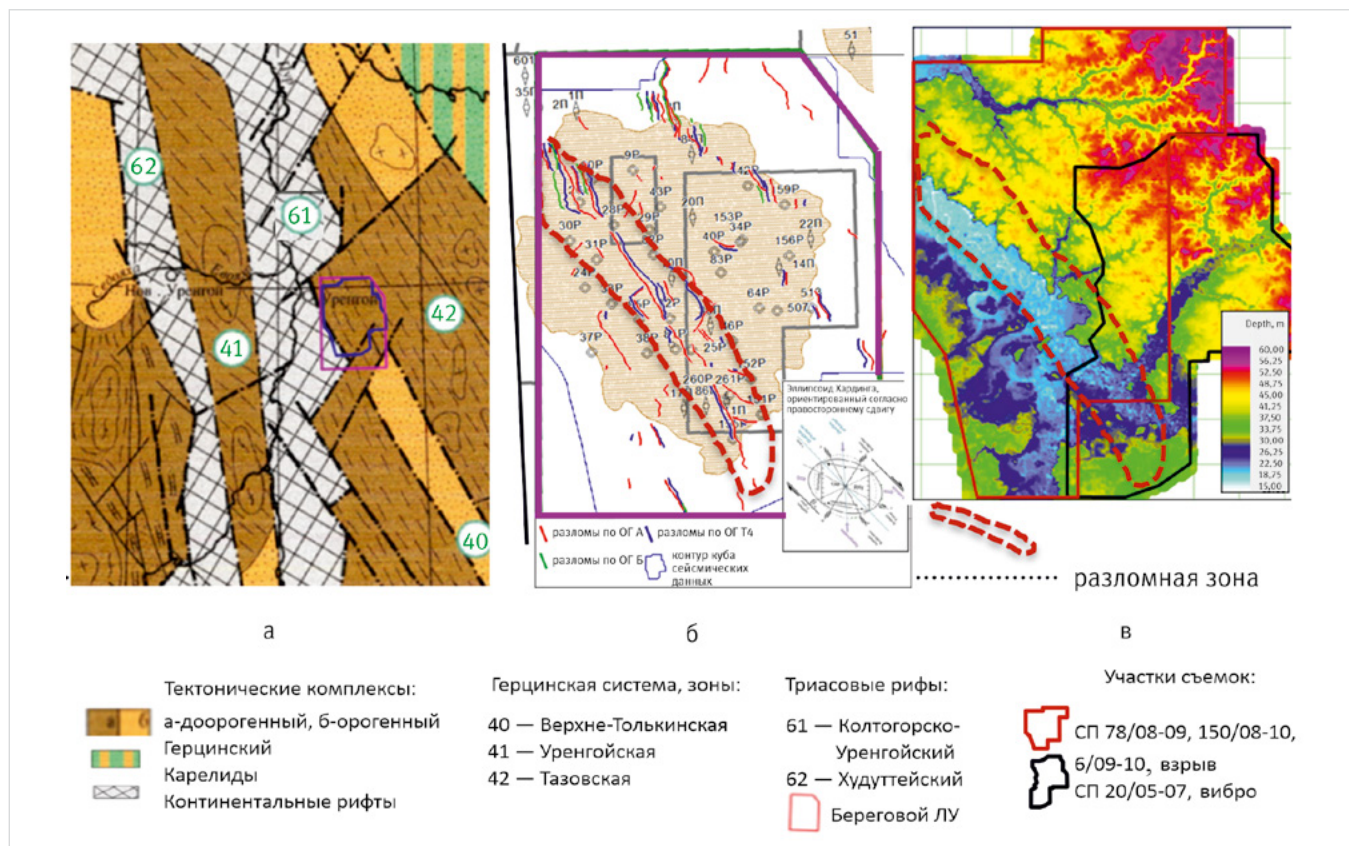 62
61
Нов. Уренгой
Уренгой
41
42
40
51
601
35П
2П
1П
9Р
43Р
28Р
30Р
31Р
20П
153Р
34Р
40Р
83Р
59Р
22П
156Р
14П
64Р
507
37Р
25Р
52Р
260Р
261Р
Эллипсоид Хардинга,
ориентированный согласно
правостороннему сдвигу
разломы по ОГ А
разломы по ОГ Т4
разломы по ОГ Б
контур куба
сейсмических
данных
Depth, m
60,00
56,25
52,50
48,75
45,00
41,25
37,50
33,75
30,00
26,25
22,50
18,75
15,00
разломная зона
а
б
в
Тектонические комплексы:
а б
а-доорогенный, б-орогенный
Герцинский
Карелиды
Континентальные рифты
Герцинская система, зоны:
40 — Верхне-Толькинская
41 — Уренгойская
42 — Тазовская
Триасовые рифы:
61 — Колтогорско-
Уренгойский
62 — Худуттейский
Береговой ЛУ
Участки съемок:
СП 78/08-09, 150/08-10,
6/09-10, взрыв
СП 20/05-07, вибро